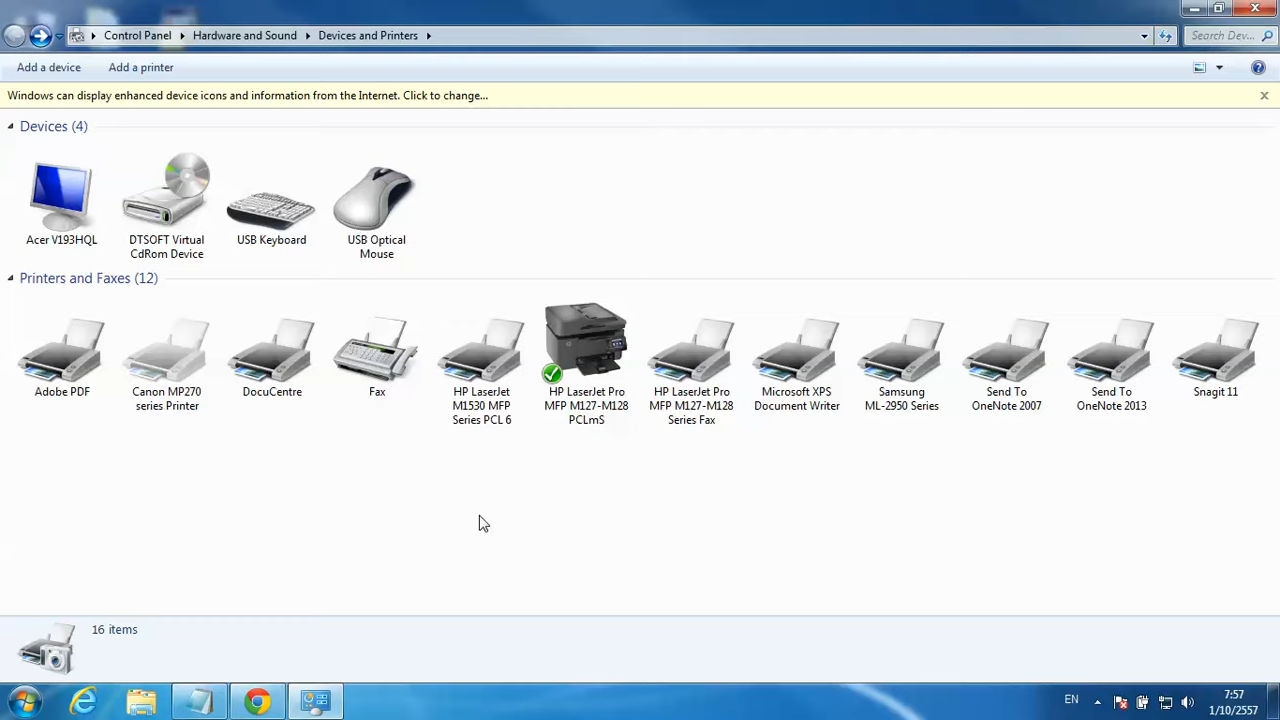 Control Panel
Hardware and Sound
Devices and Printers
Search Dev...
Add a device
Add a printer
Windows can display enhanced device icons and information from the Internet. Click to change...
Devices (4)
Acer V193HQL
DTSOFT Virtual
CdRom Device
USB Keyboard
USB Optical
Mouse
Printers and Faxes (12)
Adobe PDF
Canon MP270
series Printer
DocuCentre
Fax
HP LaserJet
M1530 MFP
Series PCL 6
HP LaserJet Pro
MFP M127-M128
PCLmS
HP LaserJet Pro
MFP M127-M128
Series Fax
Microsoft XPS
Document Writer
Samsung
ML-2950 Series
Send To
OneNote 2007
Send To
OneNote 2013
Snagit 11
16 items
EN
7:57
1/10/2557